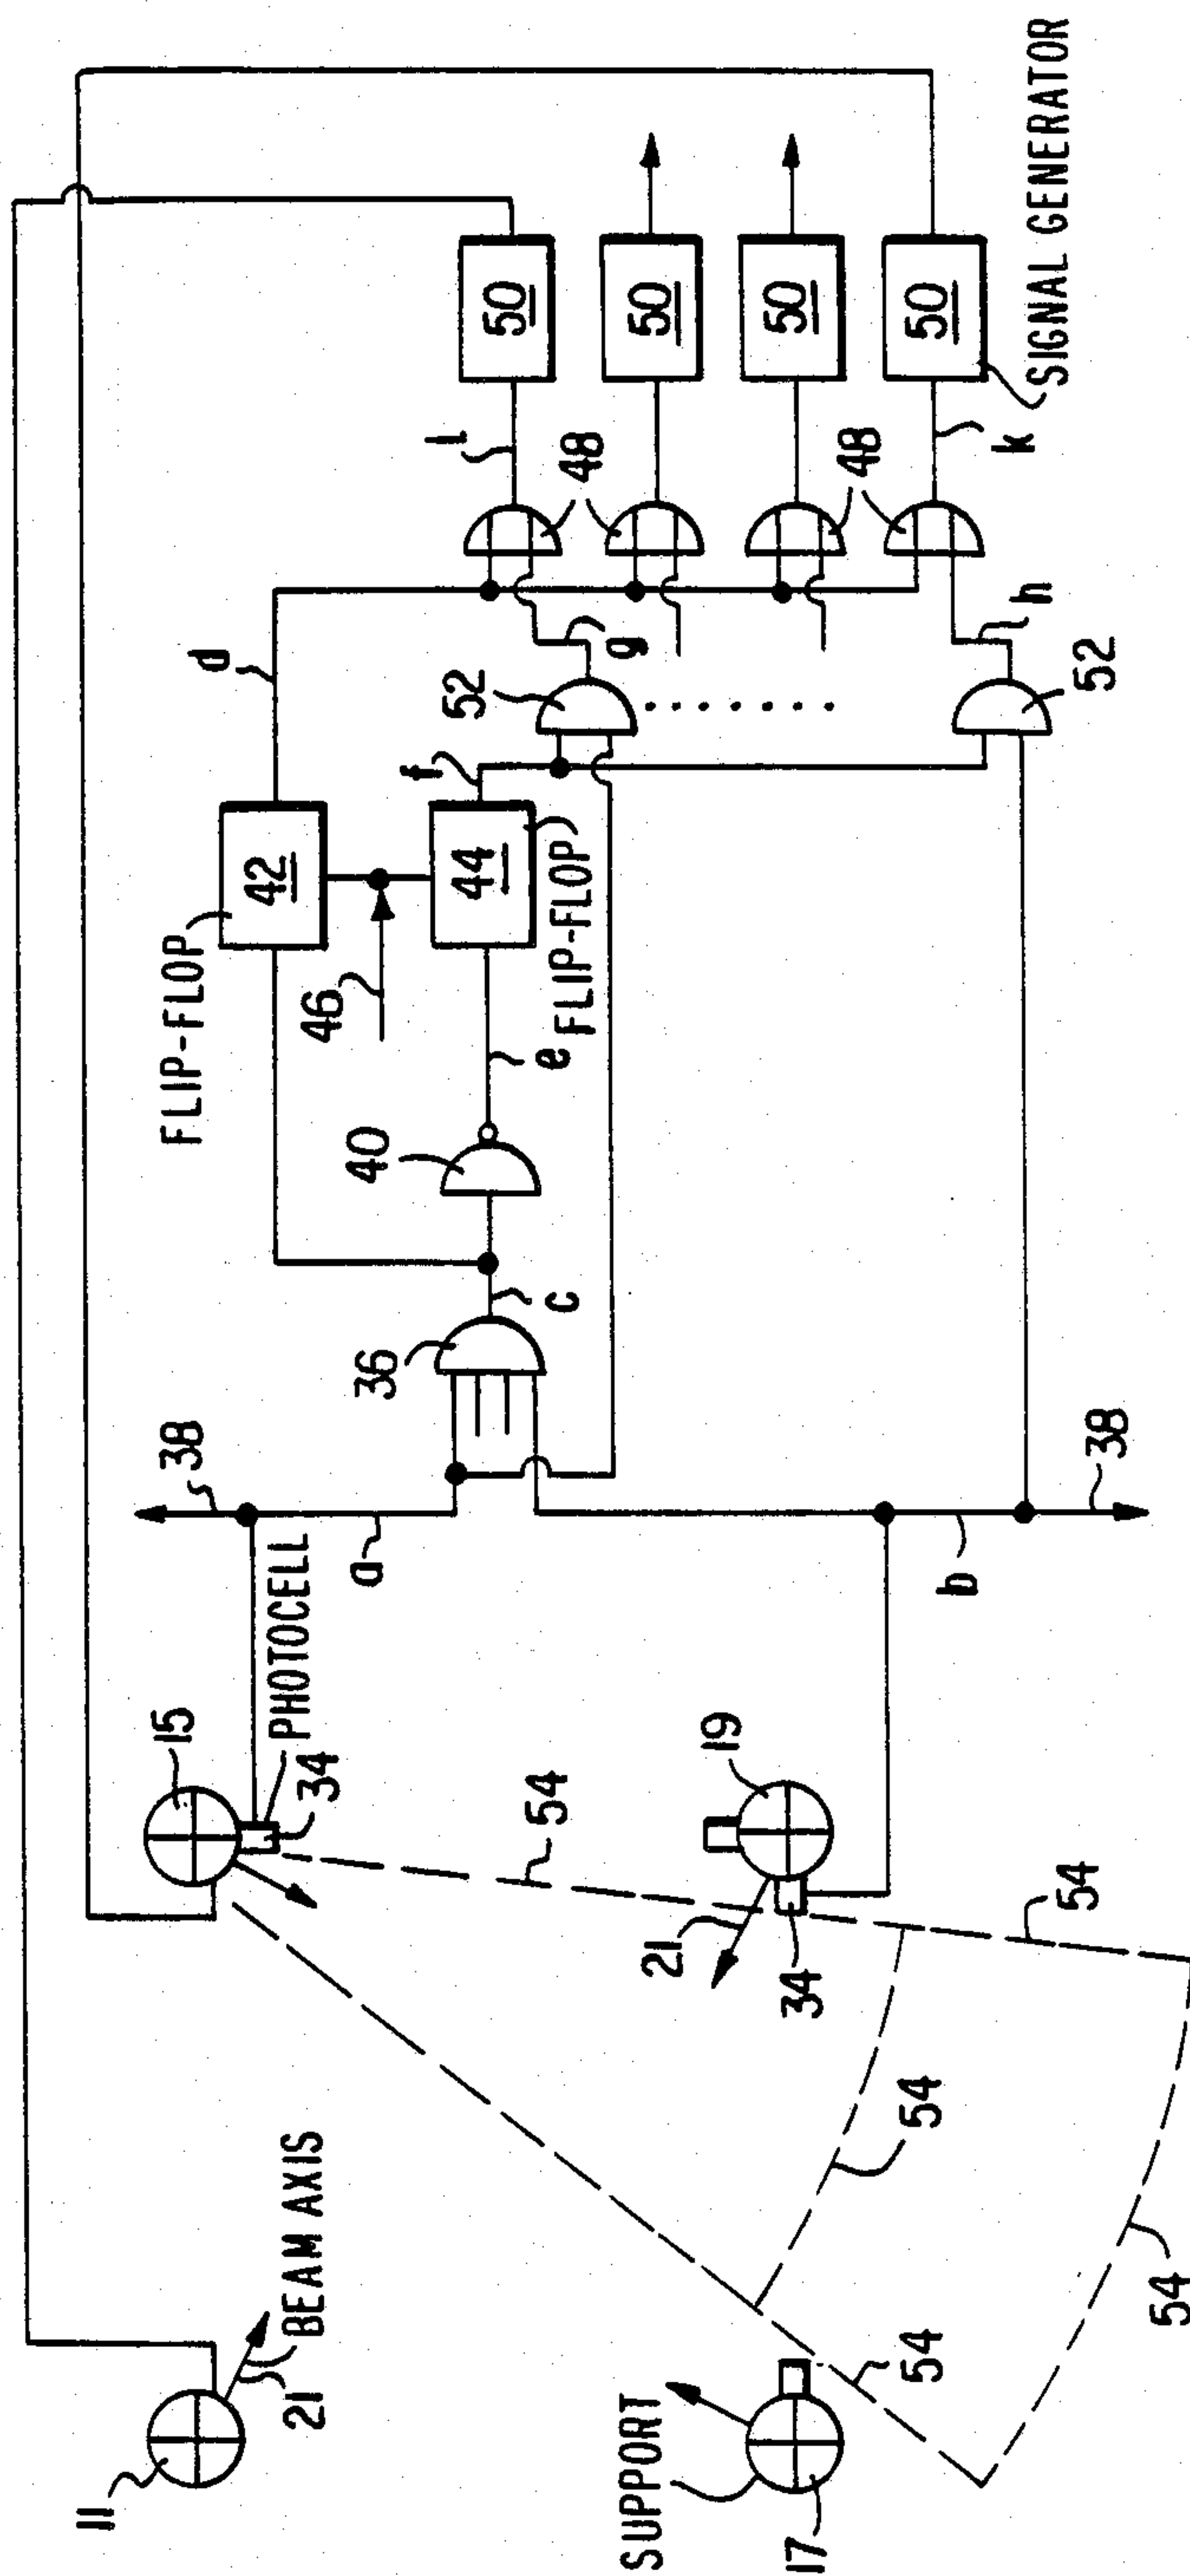 11
15
38
FLIP-FLOP
d
42
BEAM AXIS
21
PHOTOCELL
34
46
a
36
40
f
44
52
i
50
54
c
e
FLIP-FLOP
48
SUPPORT
g
50
21
19
50
17
34
48
54
54
50
b
h
k
SIGNAL GENERATOR
54
38
52
54